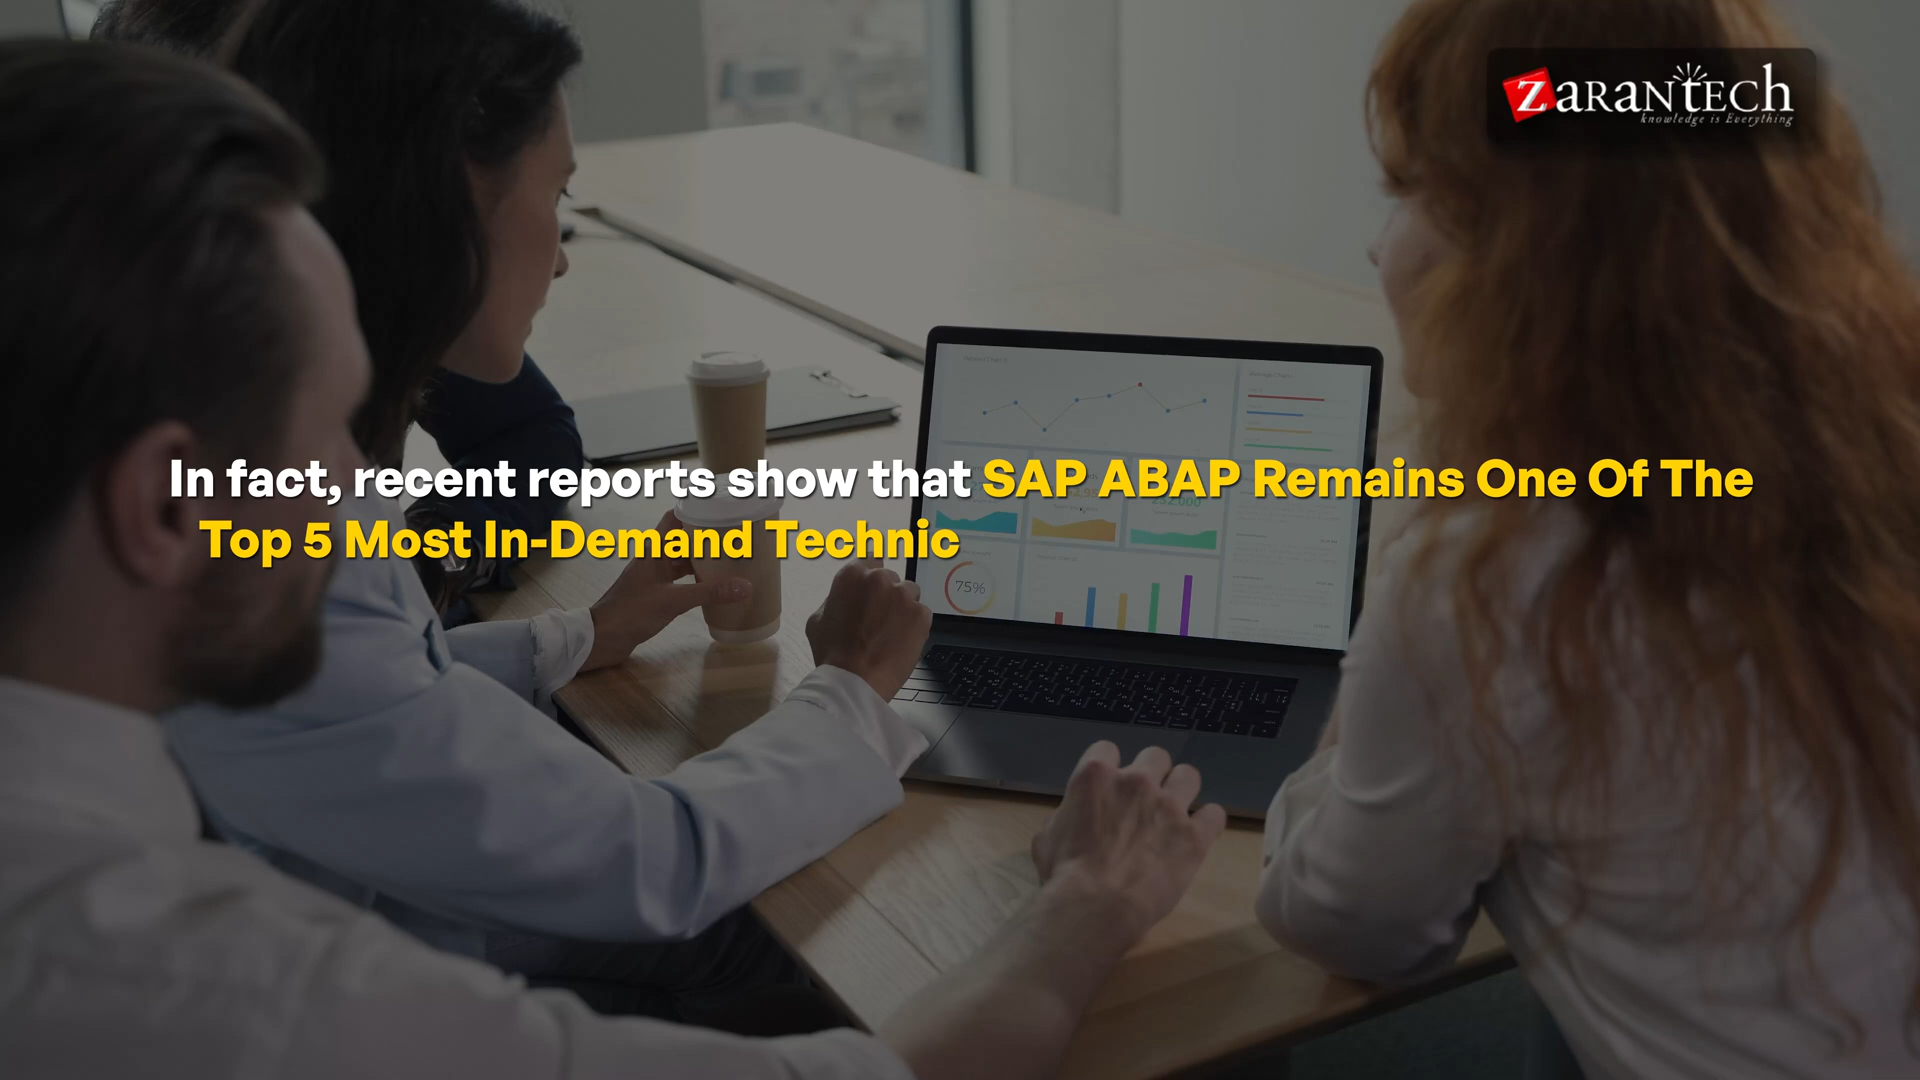 ZARANTECH
knowledge is Everything
In fact, recent reports show that SAP ABAP Remains One Of The
Top 5 Most In-Demand Technic
75%